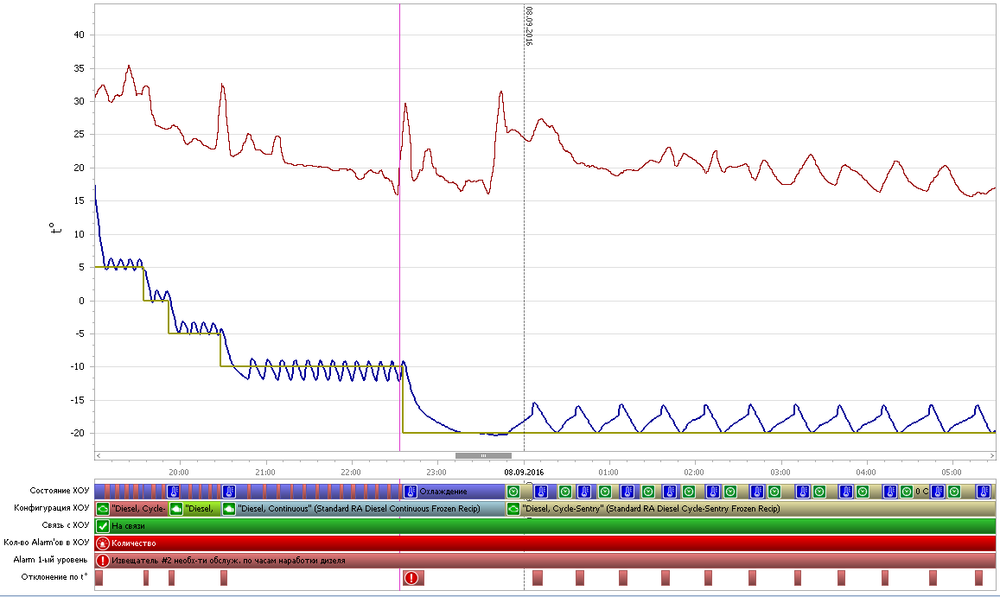 08.09.2016
40
35
30
25
20
15
10
5
0
-5
-10
-15
-20
t°
20:00 21:00 22:00 23:00 08.09.2016 01:00 02:00 03:00 04:00 05:00
Состояние ХОУ Охлаждение 0 С
Конфигурация ХОУ "Diesel, Cycle- "Diesel, "Diesel, Continuous" (Standard RA Diesel Continuous Frozen Recip) "Diesel, Cycle-Sentry" (Standard RA Diesel Cycle-Sentry Frozen Recip)
Связь с ХОУ На связи
Кол-во Alarm'ов в ХОУ Количество
Alarm 1-ый уровень Извещатель #2 необх-ти обслуж. по часам наработки дизеля
Отклонение по t°